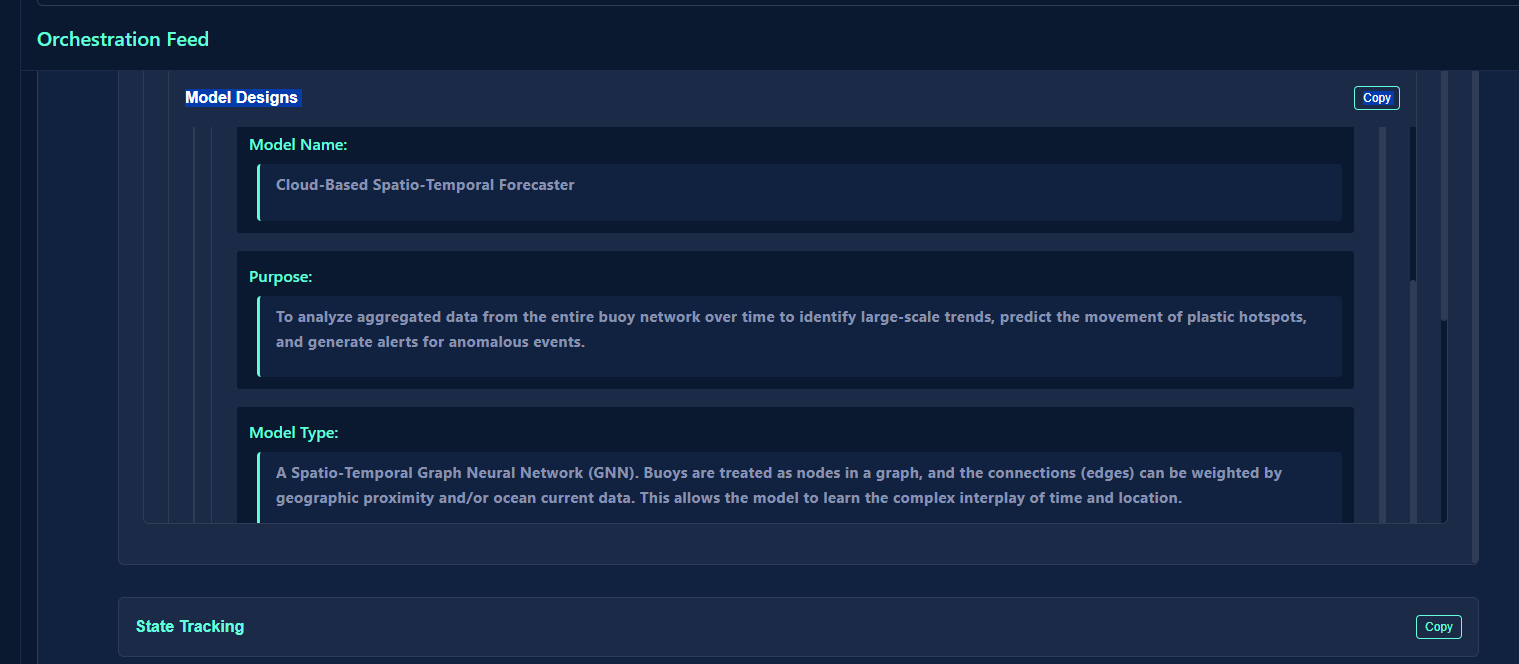 Orchestration Feed
Model Designs
Copy
Model Name:
Cloud-Based Spatio-Temporal Forecaster
Purpose:
To analyze aggregated data from the entire buoy network over time to identify large-scale trends, predict the movement of plastic hotspots,
and generate alerts for anomalous events.
Model Type:
A Spatio-Temporal Graph Neural Network (GNN). Buoys are treated as nodes in a graph, and the connections (edges) can be weighted by
geographic proximity and/or ocean current data. This allows the model to learn the complex interplay of time and location.
State Tracking
Copy